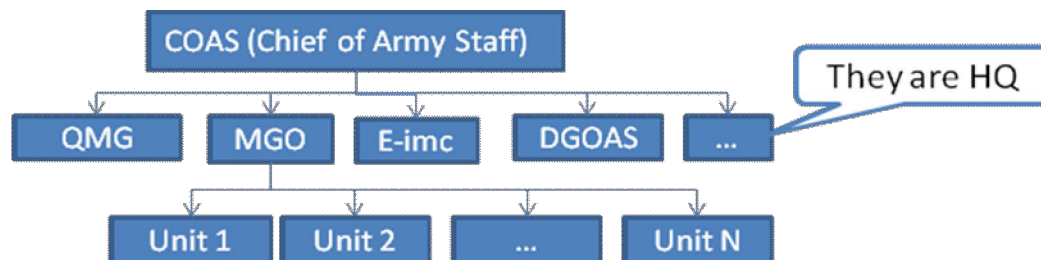 COAS (Chief of Army Staff)
They are HQ
QMG
MGO
E-imc
DGOAS
...
Unit 1
Unit 2
...
Unit N